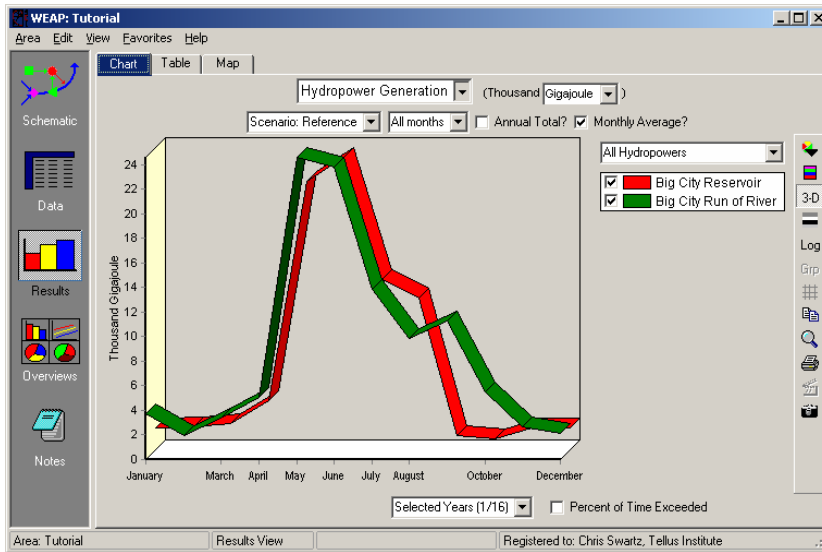 WEAP: Tutorial
Area Edit View Favorites Help
Chart Table Map
Hydropower Generation (Thousand Gigajoule )
Scenario: Reference All months Annual Total? Monthly Average?
All Hydropowers
Big City Reservoir
Big City Run of River
Schematic
Data
Results
Overviews
Notes
3-D
Log
Grp
Thousand Gigajoule
24
22
20
18
16
14
12
10
8
6
4
2
0
January March April May June July August October December
Selected Years (1/16) Percent of Time Exceeded
Area: Tutorial Results View Registered to: Chris Swartz, Tellus Institute